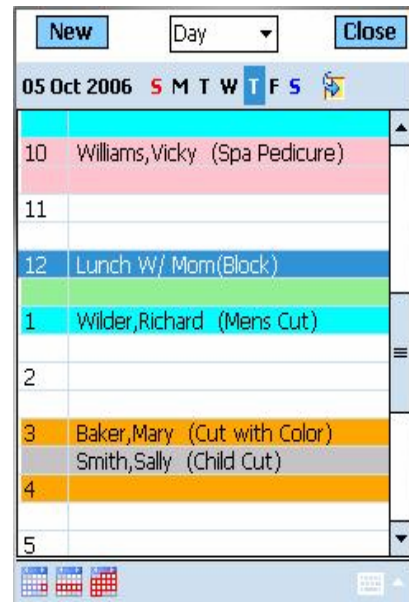 New Day Close
05 Oct 2006 S M T W T F S
10 Williams,Vicky (Spa Pedicure)
11
12 Lunch W/ Mom(Block)
1 Wilder,Richard (Mens Cut)
2
3 Baker,Mary (Cut with Color)
Smith,Sally (Child Cut)
4
5